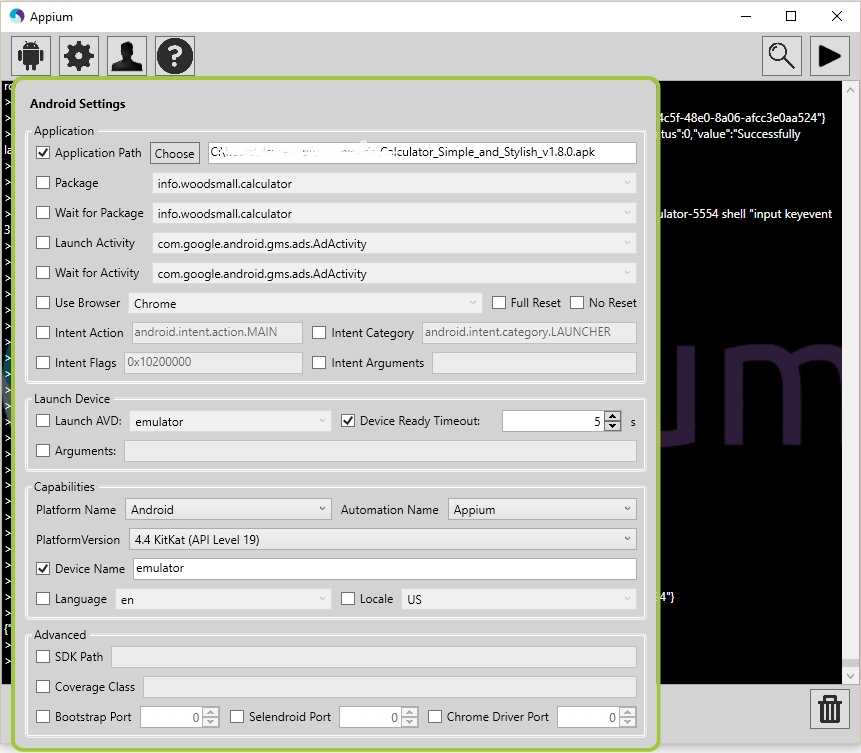 Appium
4c5f-48e0-8a06-afcc3e0aa524"}
tus":0,"value":"Successfully
ulator-5554 shell "input keyevent
3
4"}
{"
Android Settings
Application
Application Path Choose Calculator_Simple_and_Stylish_v1.8.0.apk
Package info.woodsmall.calculator
Wait for Package info.woodsmall.calculator
Launch Activity com.google.android.gms.ads.AdActivity
Wait for Activity com.google.android.gms.ads.AdActivity
Use Browser Chrome Full Reset No Reset
Intent Action android.intent.action.MAIN Intent Category android.intent.category.LAUNCHER
Intent Flags 0x10200000 Intent Arguments
Launch Device
Launch AVD: emulator Device Ready Timeout: 5 s
Arguments:
Capabilities
Platform Name Android Automation Name Appium
PlatformVersion 4.4 KitKat (API Level 19)
Device Name emulator
Language en Locale US
Advanced
SDK Path
Coverage Class
Bootstrap Port 0 Selendroid Port 0 Chrome Driver Port 0